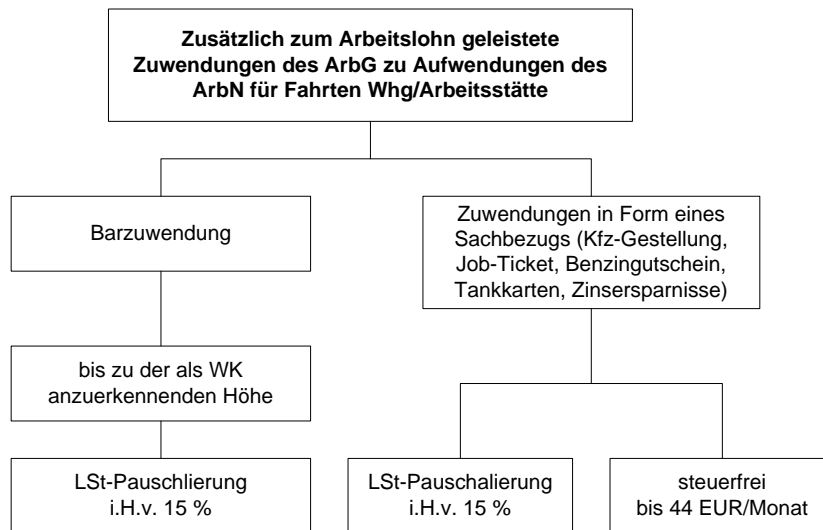 Zusätzlich zum Arbeitslohn geleistete
Zuwendungen des ArbG zu Aufwendungen des
ArbN für Fahrten Whg/Arbeitsstätte
Barzuwendung
Zuwendungen in Form eines
Sachbezugs (Kfz-Gestellung,
Job-Ticket, Benzingutschein,
Tankkarten, Zinsersparnisse)
bis zu der als WK
anzuerkennenden Höhe
LSt-Pauschlierung
i.H.v. 15 %
LSt-Pauschalierung
i.H.v. 15 %
steuerfrei
bis 44 EUR/Monat